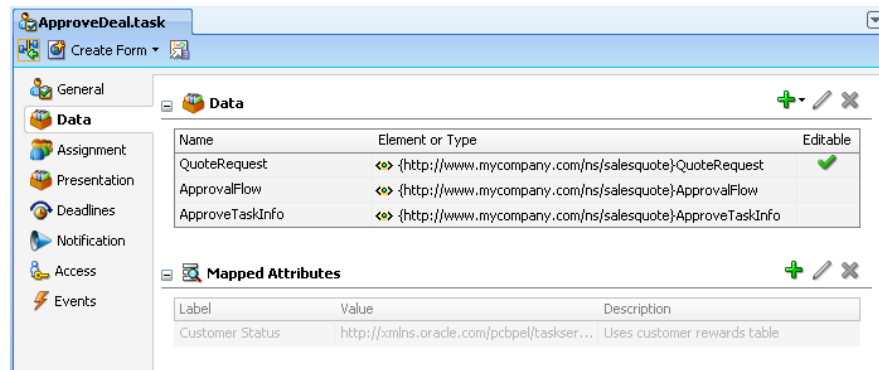 ApproveDeal.task
Create Form
General
Data
Assignment
Presentation
Deadlines
Notification
Access
Events
Data
Name Element or Type Editable
QuoteRequest <o> {http://www.mycompany.com/ns/salesquote}QuoteRequest
ApprovalFlow <o> {http://www.mycompany.com/ns/salesquote}ApprovalFlow
ApproveTaskInfo <o> {http://www.mycompany.com/ns/salesquote}ApproveTaskInfo
Mapped Attributes
Label Value Description
Customer Status http://xmlns.oracle.com/pcbpel/taskser... Uses customer rewards table